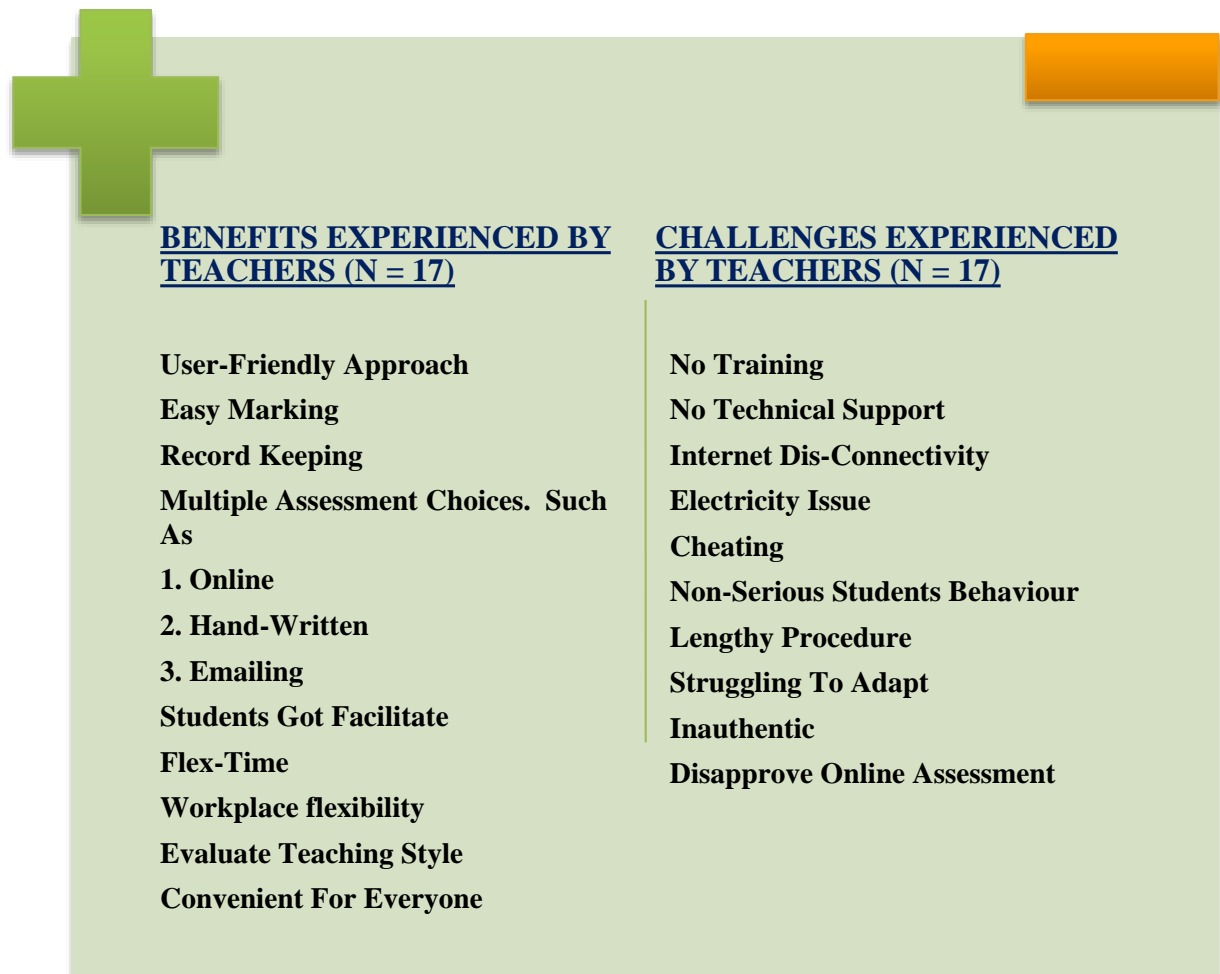 BENEFITS EXPERIENCED BY
TEACHERS (N = 17)
User-Friendly Approach
Easy Marking
Record Keeping
Multiple Assessment Choices.  Such
As
1. Online
2. Hand-Written
3. Emailing
Students Got Facilitate
Flex-Time
Workplace flexibility
Evaluate Teaching Style
Convenient For Everyone
CHALLENGES EXPERIENCED
BY TEACHERS (N = 17)
No Training
No Technical Support
Internet Dis-Connectivity
Electricity Issue
Cheating
Non-Serious Students Behaviour
Lengthy Procedure
Struggling To Adapt
Inauthentic
Disapprove Online Assessment